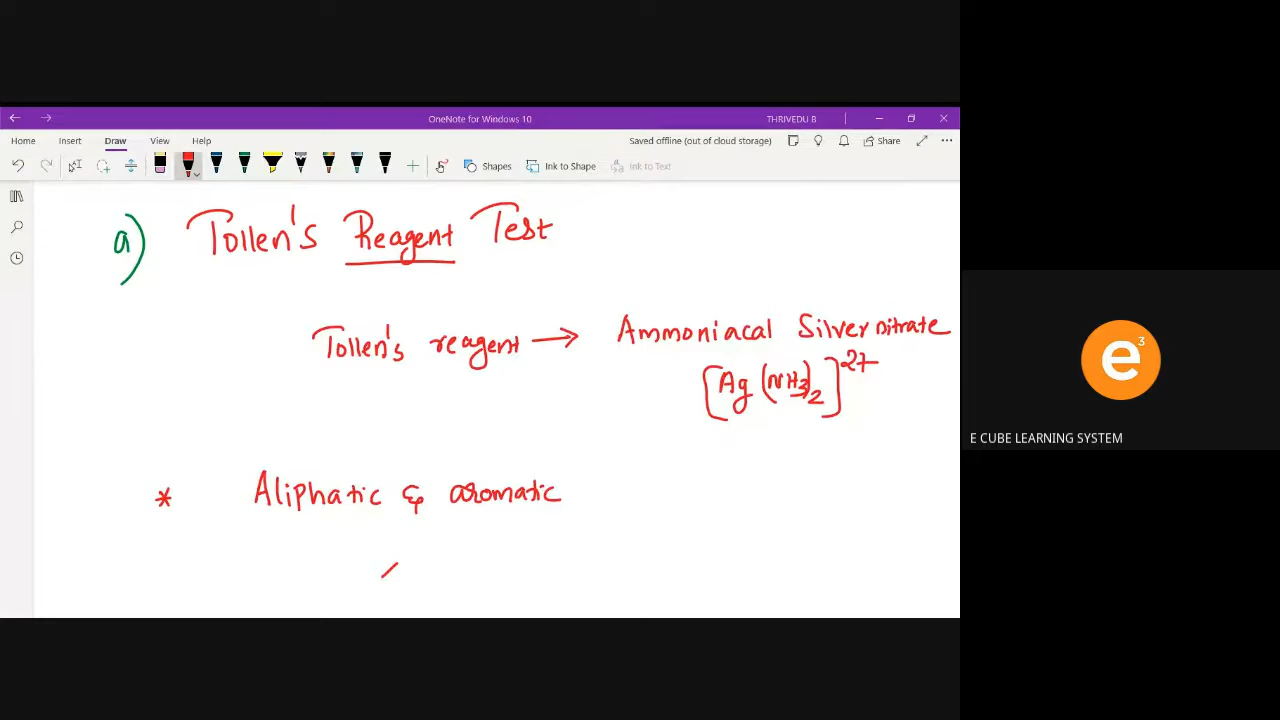 OneNote for Windows 10
THRIVEDU B
Home Insert Draw View Help
Saved offline (out of cloud storage)
Share
Shapes
Ink to Shape
Ink to Text
a) Tollen's Reagent Test
Tollen's reagent → Ammoniacal Silver nitrate
[Ag(NH3)2]2+
* Aliphatic & aromatic
e3
E CUBE LEARNING SYSTEM